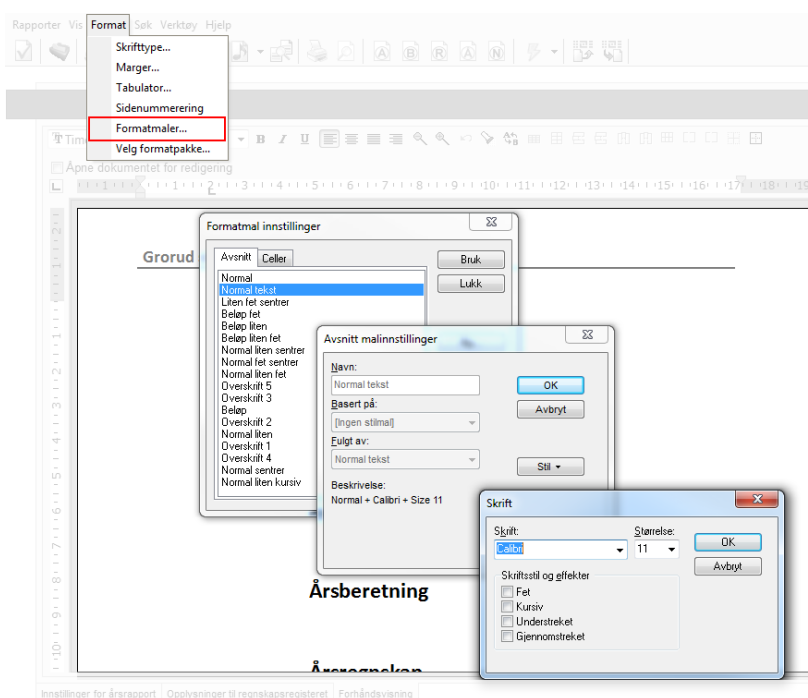 Rapporter Vis Format Søk Verktøy Hjelp
Skrifttype...
Marger...
Tabulator...
Sidenummerering
Formatmaler...
Velg formatpakke...
Åpne dokumentet for redigering
Grorud
Formatmal innstillinger
Avsnitt Celler
Bruk
Lukk
Normal
Normal tekst
Liten fet sentrer
Beløp fet
Beløp liten
Beløp liten fet
Normal liten sentrer
Normal fet sentrer
Normal liten fet
Overskrift 5
Overskrift 3
Beløp
Overskrift 2
Normal liten
Overskrift 1
Overskrift 4
Normal sentrer
Normal liten kursiv
Avsnitt malinnstillinger
Navn:
Normal tekst
OK
Basert på:
Avbryt
[Ingen stilmal]
Fulgt av:
Normal tekst
Stil
Beskrivelse:
Normal + Calibri + Size 11
Skrift
Skrift:
Størrelse:
Calibri
11
OK
Avbryt
Skriftsstil og effekter
Fet
Kursiv
Understreket
Gjennomstreket
Årsberetning
Årsregnskap
Innstillinger for årsrapport Opplysninger til regnskapsregisteret Forhåndsvisning